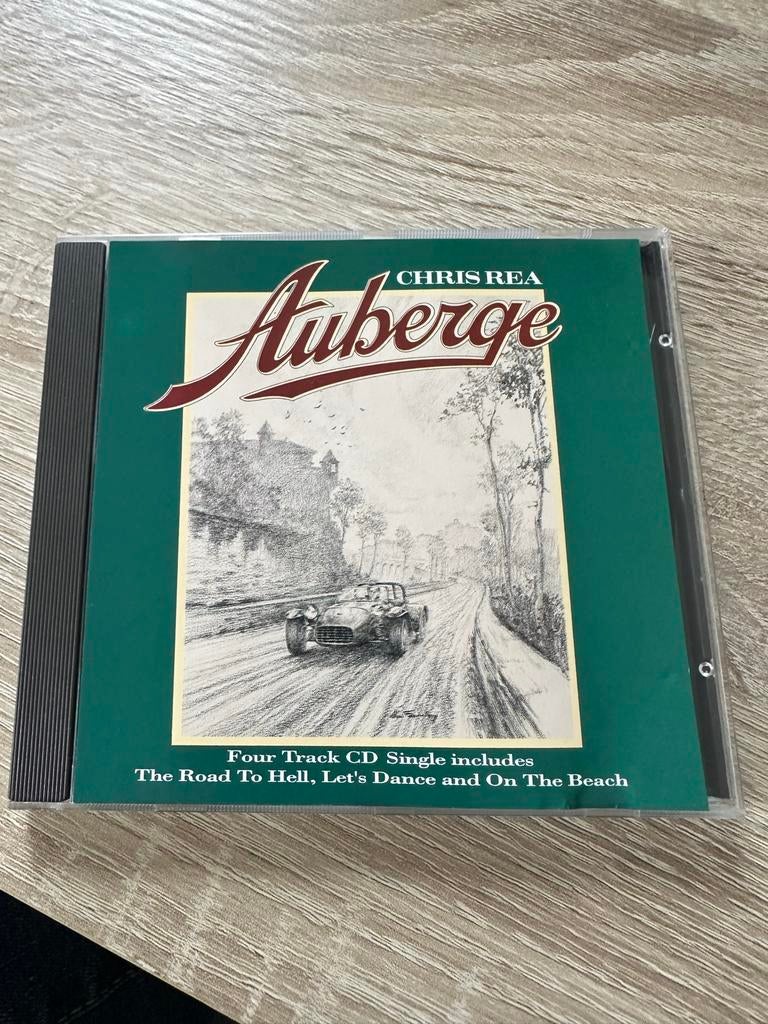 CHRIS REA
Auberge
Four Track CD Single includes
The Road To Hell, Let's Dance and On The Beach